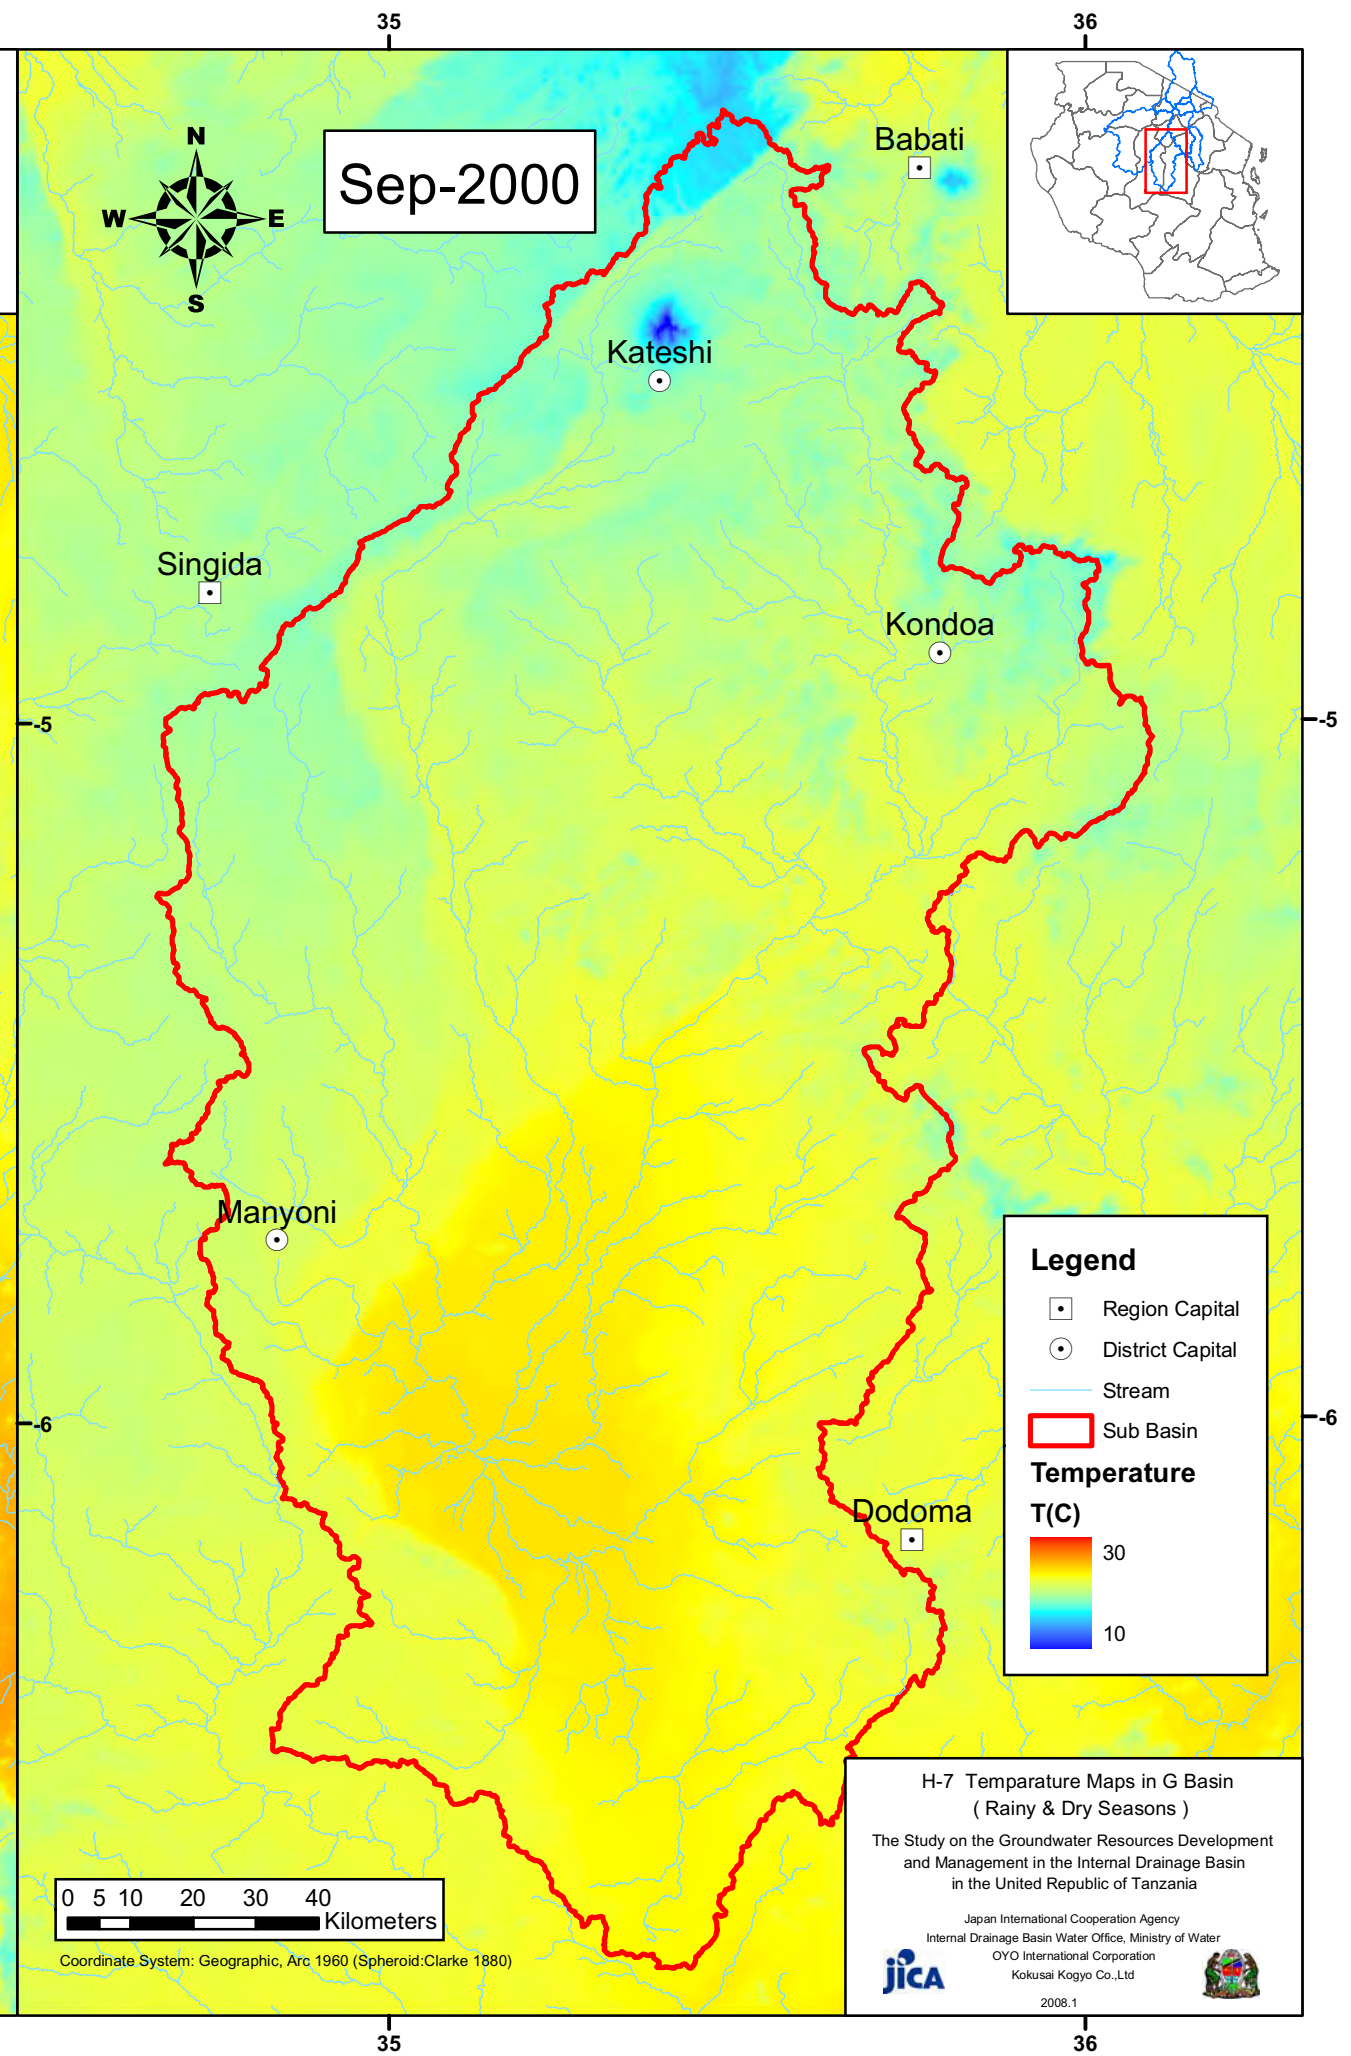 35
36
N
W
E
S
Sep-2000
Babati
Kateshi
Singida
Kondoa
-5
-5
Manyoni
-6
-6
Dodoma
Legend
Region Capital
District Capital
Stream
Sub Basin
Temperature
T(C)
30
10
H-7 Temparature Maps in G Basin
( Rainy & Dry Seasons )
The Study on the Groundwater Resources Development
and Management in the Internal Drainage Basin
in the United Republic of Tanzania
Japan International Cooperation Agency
Internal Drainage Basin Water Office, Ministry of Water
OYO International Corporation
Kokusai Kogyo Co.,Ltd
2008.1
jICA
0 5 10 20 30 40
Kilometers
Coordinate System: Geographic, Arc 1960 (Spheroid:Clarke 1880)
35
36